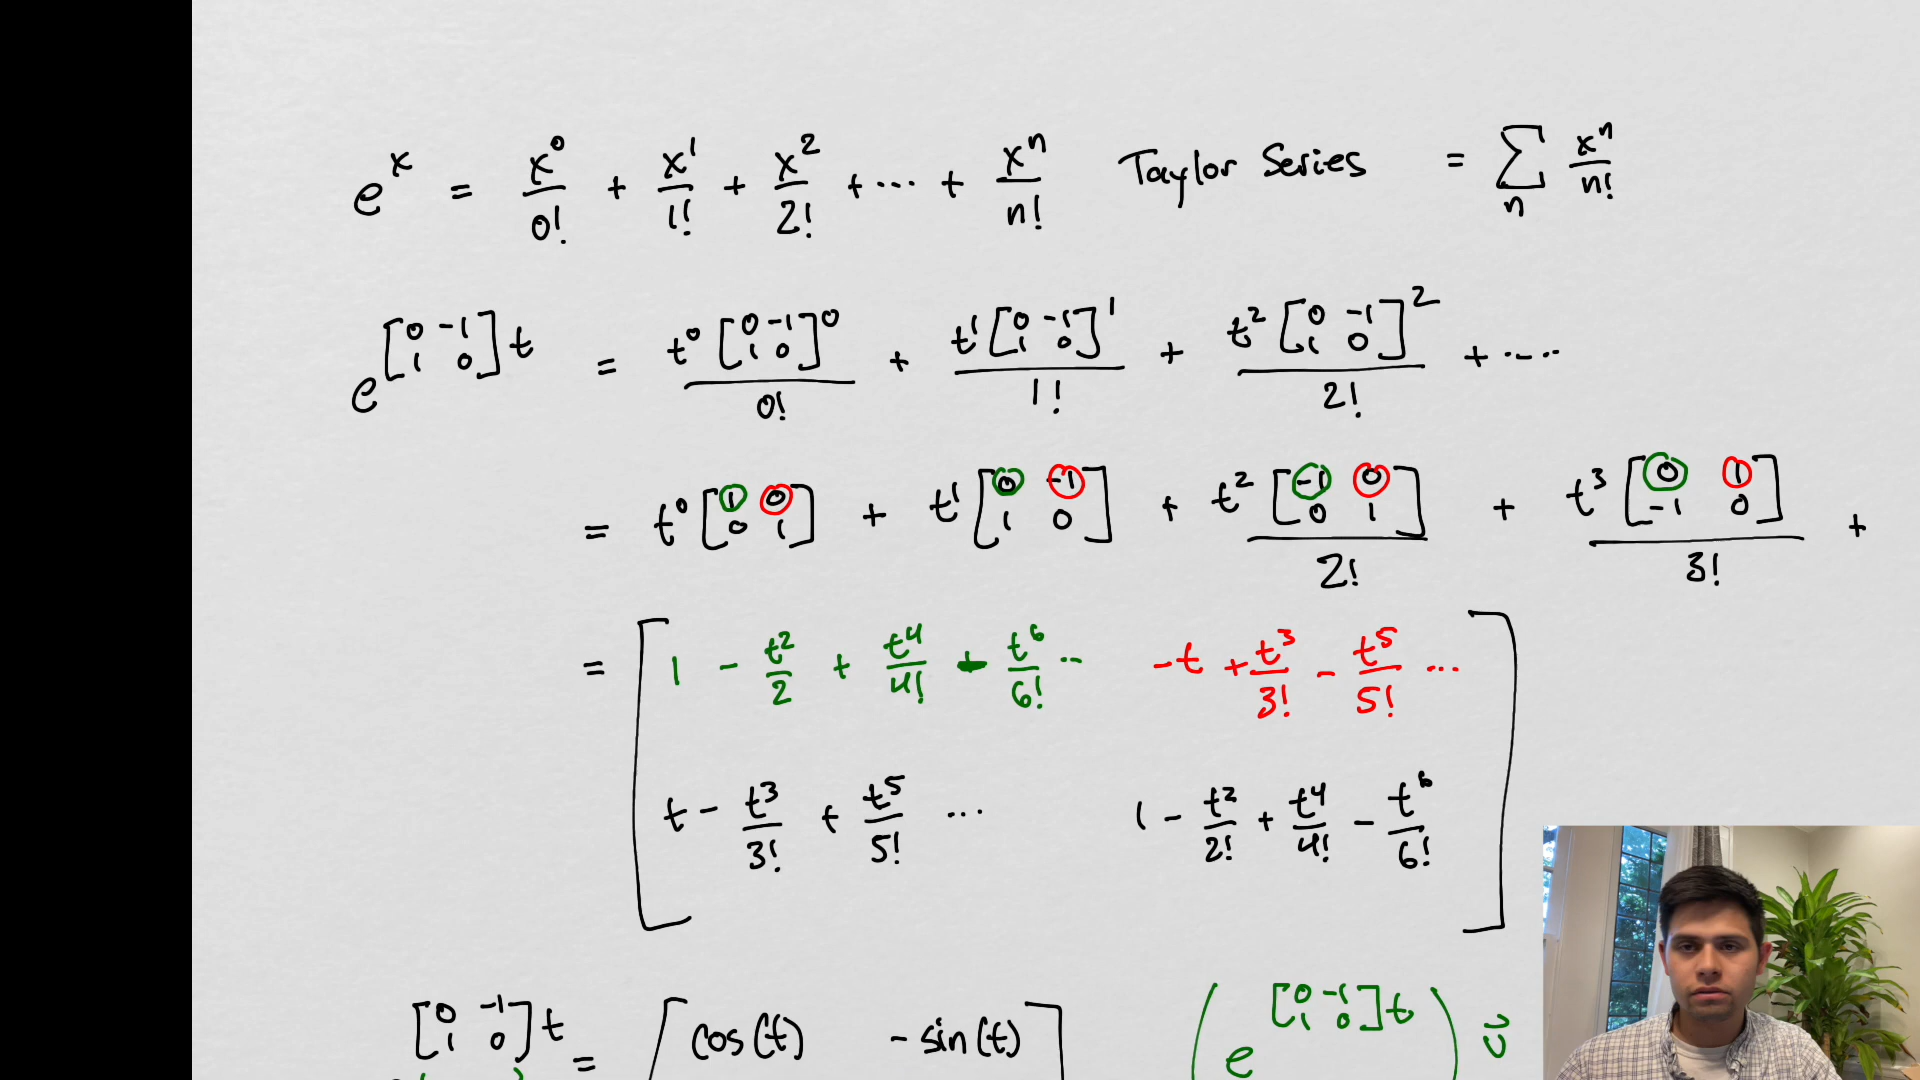 e^x = x^0/0! + x^1/1! + x^2/2! + ... + x^n/n! Taylor Series = Σ_n x^n/n!
e^([0 -1; 1 0]t) = t^0 [0 -1; 1 0]^0/0! + t^1 [0 -1; 1 0]^1/1! + t^2 [0 -1; 1 0]^2/2! + ....
= t^0 [1 0; 0 1] + t^1 [0 -1; 1 0] + t^2 [-1 0; 0 1]/2! + t^3 [0 1; -1 0]/3! +
= [1 - t^2/2 + t^4/4! - t^6/6! .. -t + t^3/3! - t^5/5! ...
t - t^3/3! + t^5/5! ... 1 - t^2/2! + t^4/4! - t^6/6!]
[0 -1; 1 0]t = [cos(t) -sin(t)] (e^([0 -1; 1 0]t))